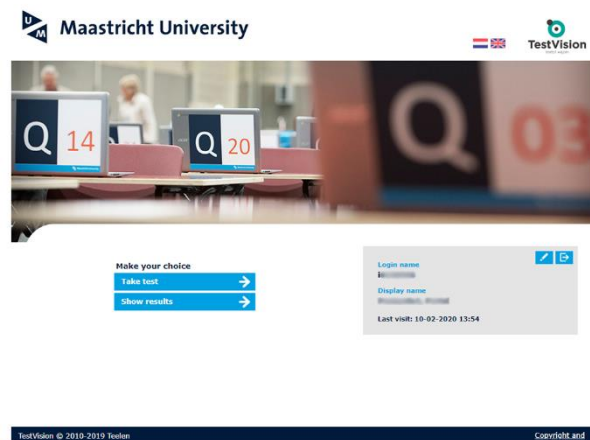 U
M
Maastricht University
TestVision
Q 14
Q 20
Q 03
Make your choice
Take test
Show results
Login name
Display name
Last visit: 10-02-2020 13:54
TestVision © 2010-2019 Teelen
Copyright and